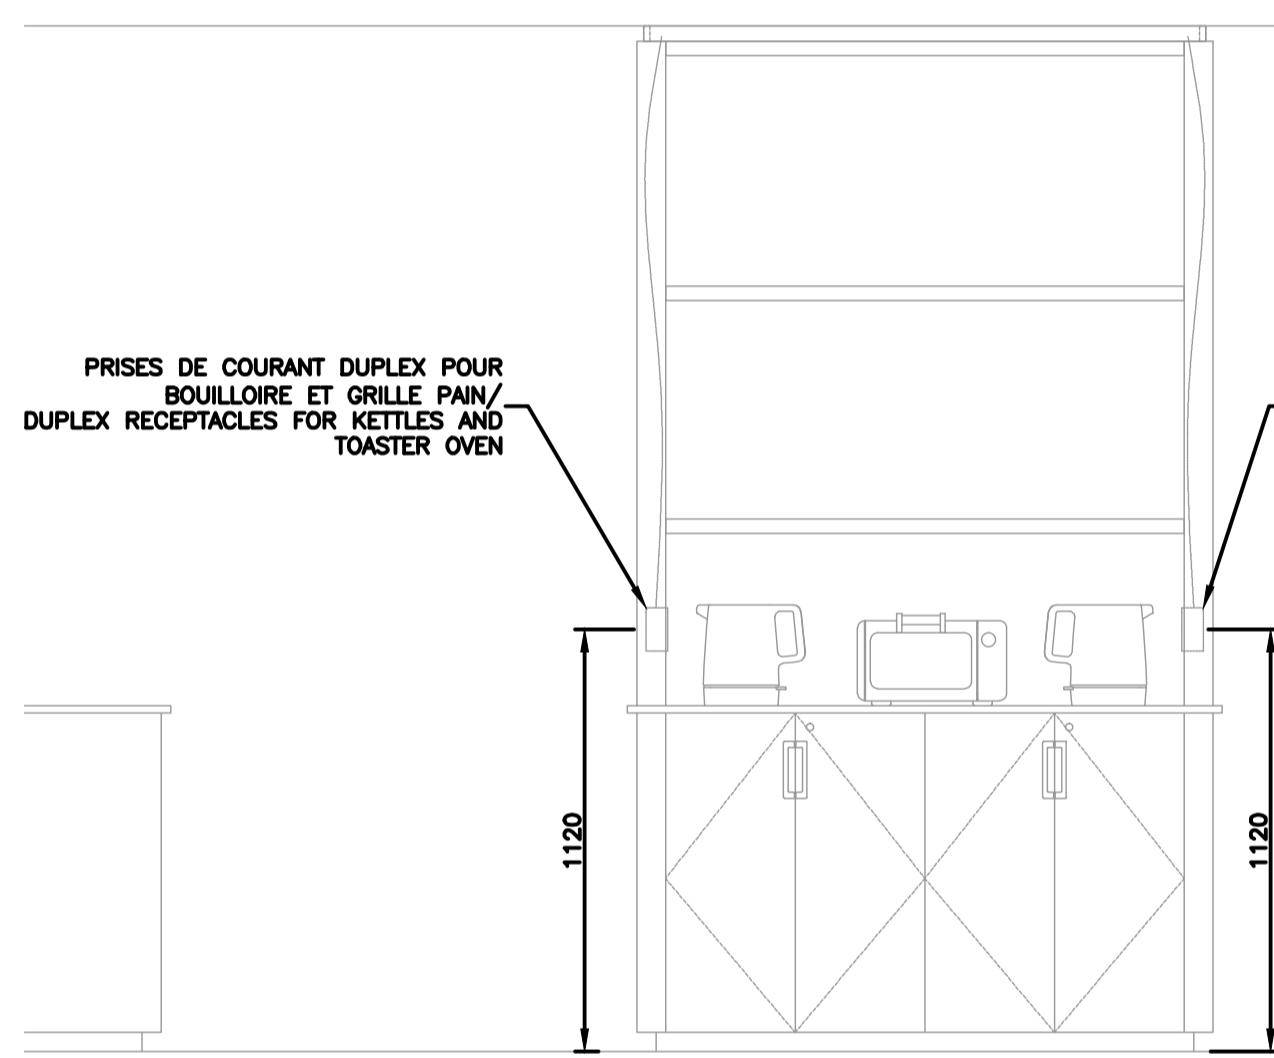 PRISES DE COURANT DUPLEX POUR
BOUILLOIRE ET GRILLE PAIN/
DUPLEX RECEPTACLES FOR KETTLES AND
TOASTER OVEN
1120
1120